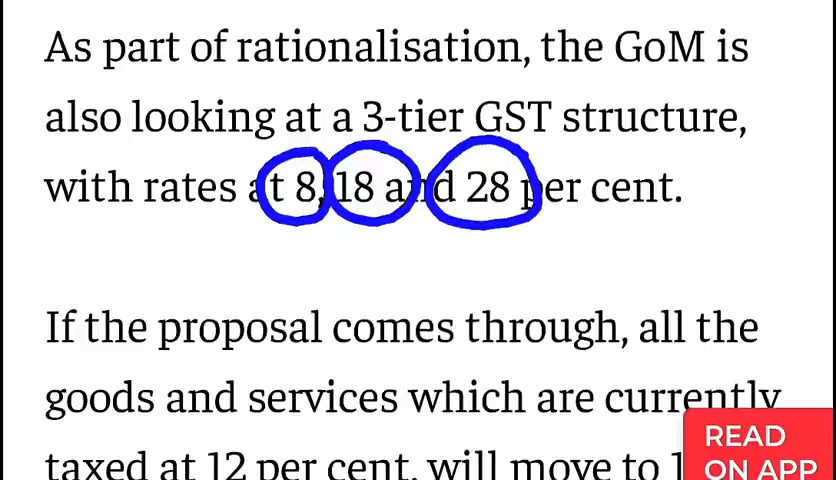 As part of rationalisation, the GoM is
also looking at a 3-tier GST structure,
with rates at 8, 18 and 28 per cent.
If the proposal comes through, all the
goods and services which are currently
taxed at 12 per cent, will move to
READ
ON APP